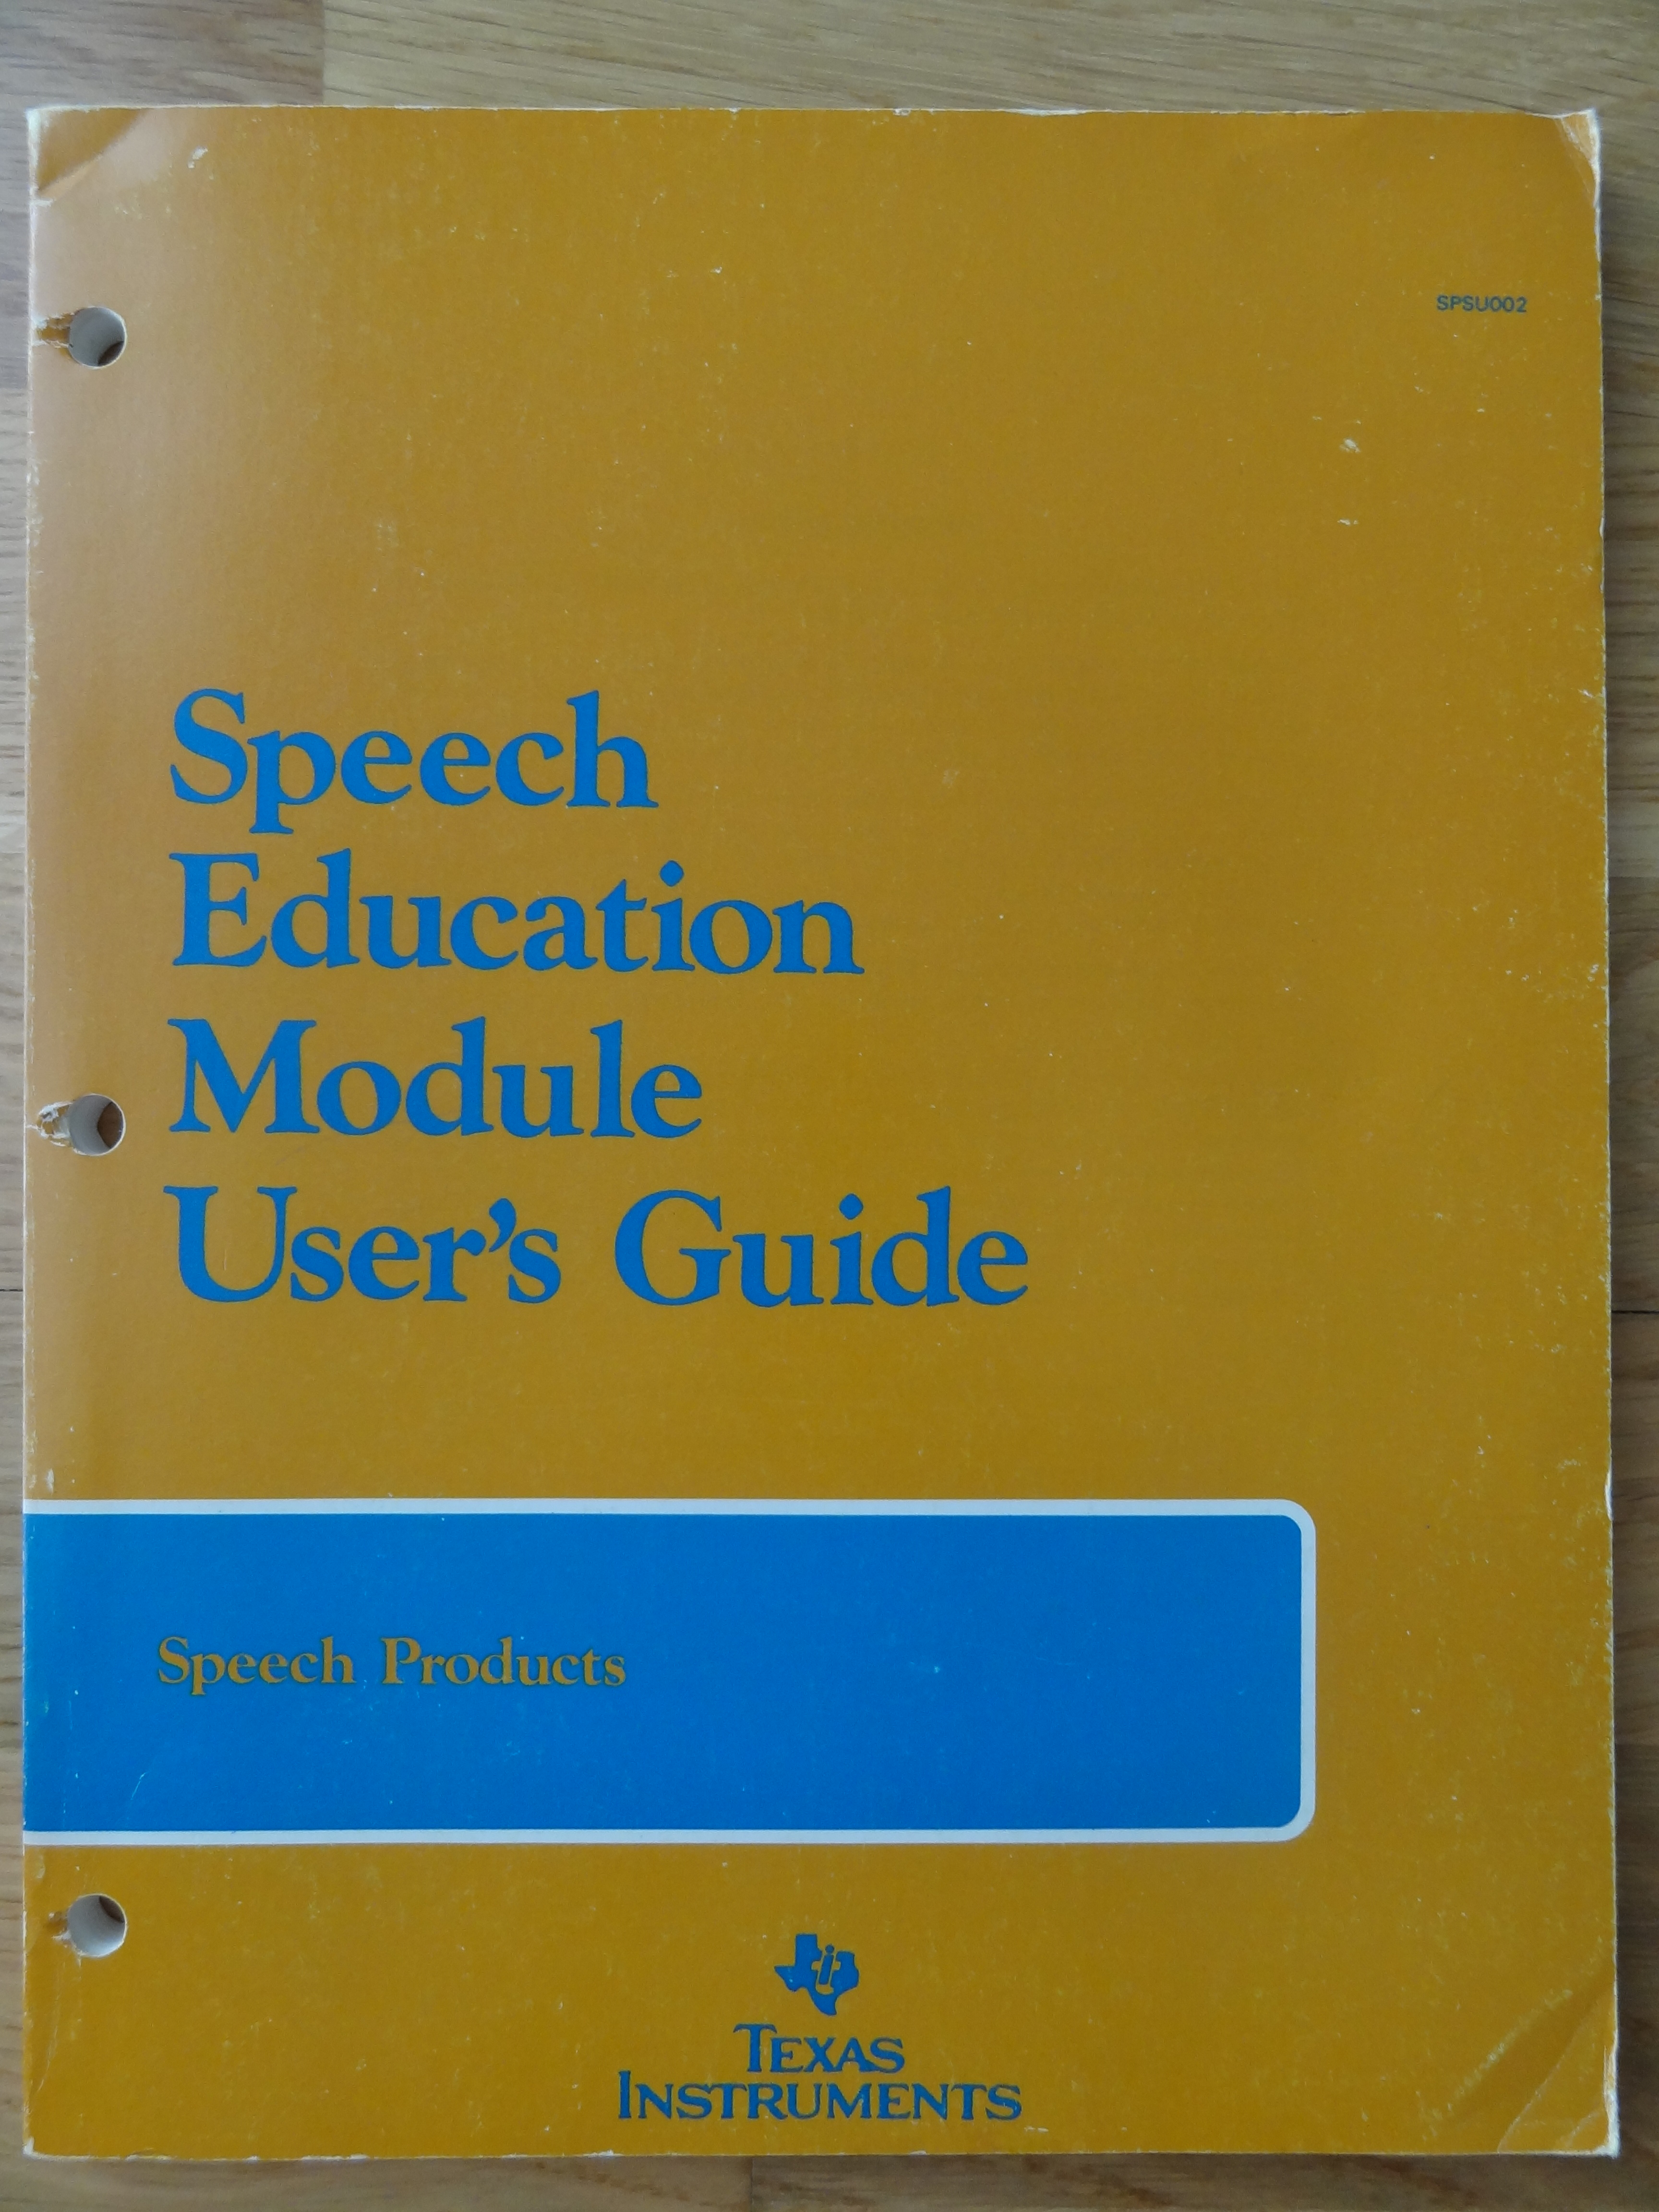 SPSU002
Speech
Education
Module
User's Guide
Speech Products
TEXAS
INSTRUMENTS